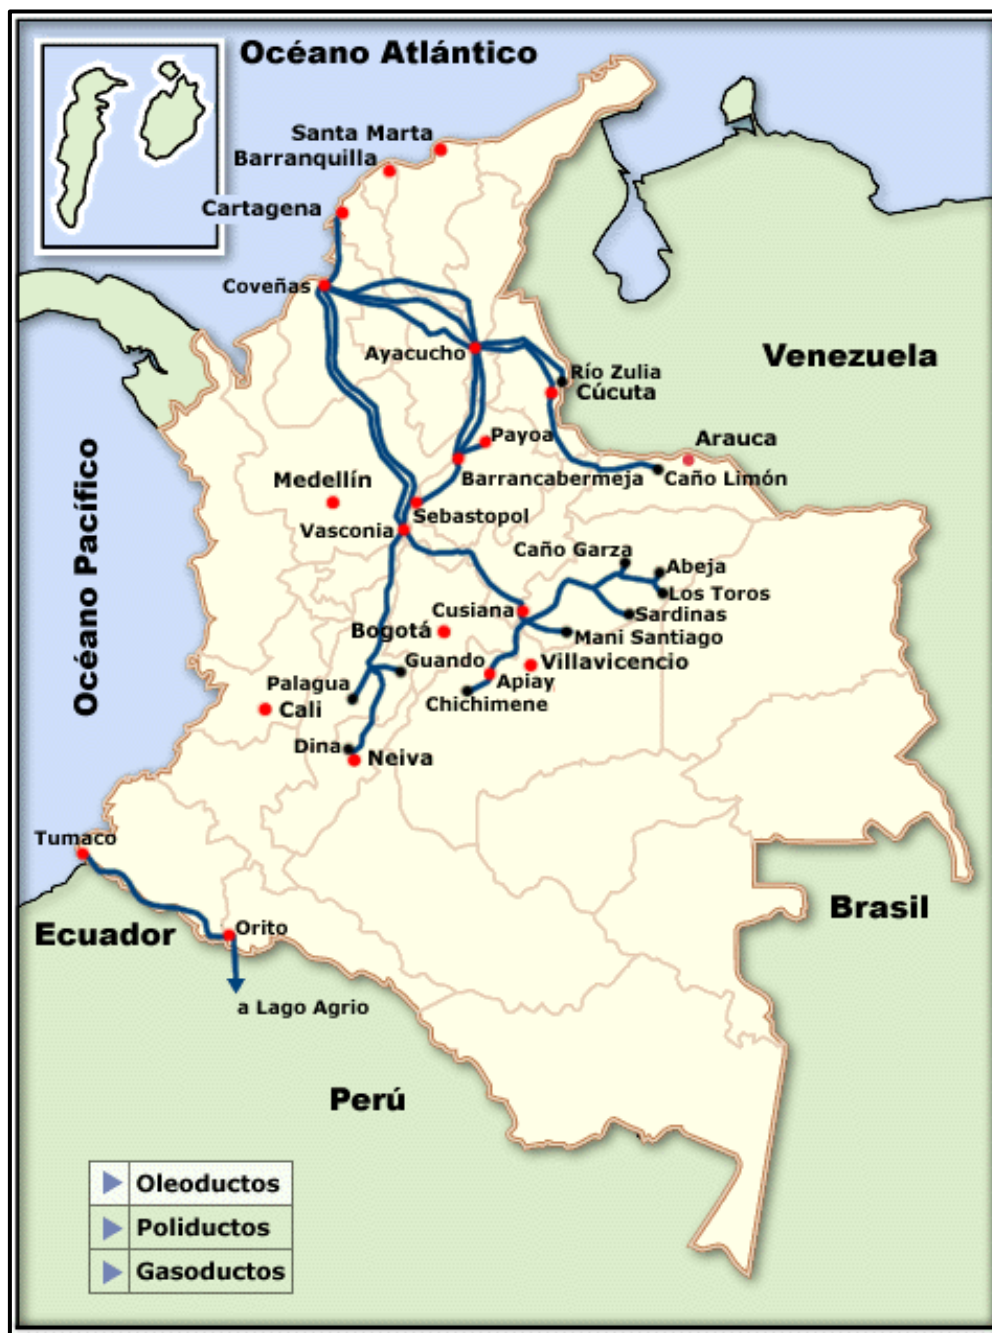 Océano Atlántico
Santa Marta
Barranquilla
Cartagena
Coveñas
Ayacucho
Venezuela
Río Zulia
Cúcuta
Payoa
Arauca
Océano Pacífico
Medellín
Barrancabermeja
Caño Limón
Sebastopol
Vasconia
Caño Garza
Abeja
Los Toros
Cusiana
Sardinas
Bogotá
Mani Santiago
Guando
Villavicencio
Palagua
Apiay
Chichimene
Cali
Dina
Neiva
Tumaco
Brasil
Ecuador
Orito
a Lago Agrio
Perú
Oleoductos
Poliductos
Gasoductos